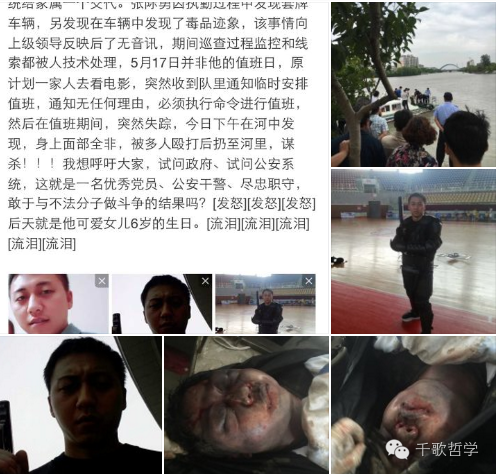 统给家属一个交代。张陈勇因执勤过程中发现套牌
车辆，另发现在车辆中发现了毒品迹象，该事情向
上级领导反映后了无音讯，期间巡查过程监控和线
索都被人技术处理，5月17日并非他的值班日，原
计划一家人去看电影，突然收到队里通知临时安排
值班，通知无任何理由，必须执行命令进行值班，
然后在值班期间，突然失踪，今日下午在河中发
现，身上面部全非，被多人殴打后扔至河里，谋
杀！！！我想呼吁大家，试问政府、试问公安系
统，这就是一名优秀党员、公安干警、尽忠职守，
敢于与不法分子做斗争的结果吗？[发怒][发怒][发怒]
后天就是他可爱女儿6岁的生日。[流泪][流泪][流泪]
[流泪][流泪]
千歌哲学